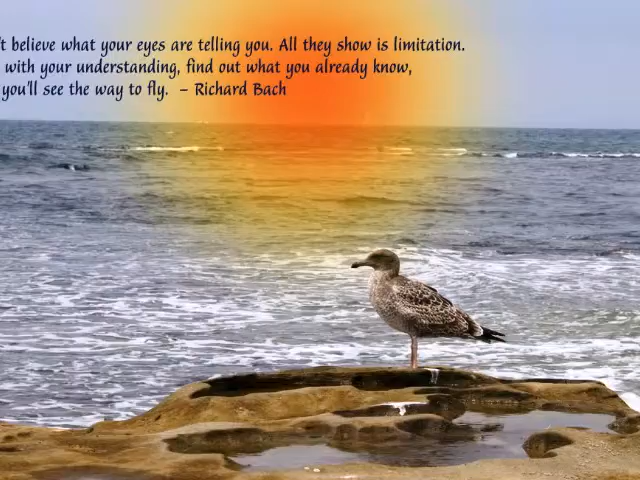 't believe what your eyes are telling you. All they show is limitation.
with your understanding, find out what you already know,
you'll see the way to fly. – Richard Bach